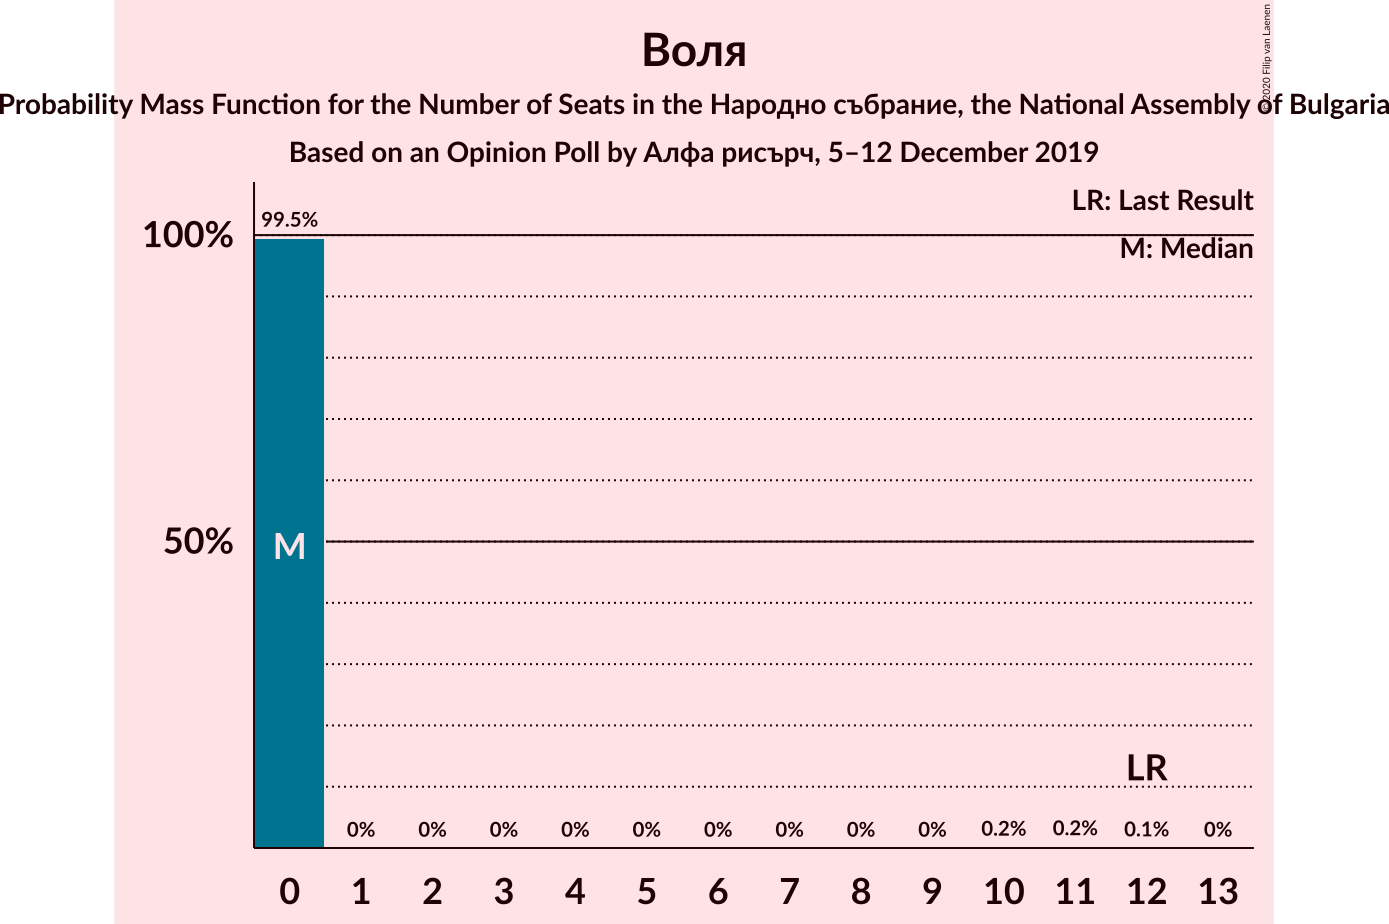 Воля
Probability Mass Function for the Number of Seats in the Народно събрание, the National Assembly of Bulgaria
Based on an Opinion Poll by Алфа рисърч, 5–12 December 2019
© 2020 Filip van Laenen
LR: Last Result
M: Median
99.5%
100%
50%
M
LR
0% 0% 0% 0% 0% 0% 0% 0% 0% 0.2% 0.2% 0.1% 0%
0 1 2 3 4 5 6 7 8 9 10 11 12 13